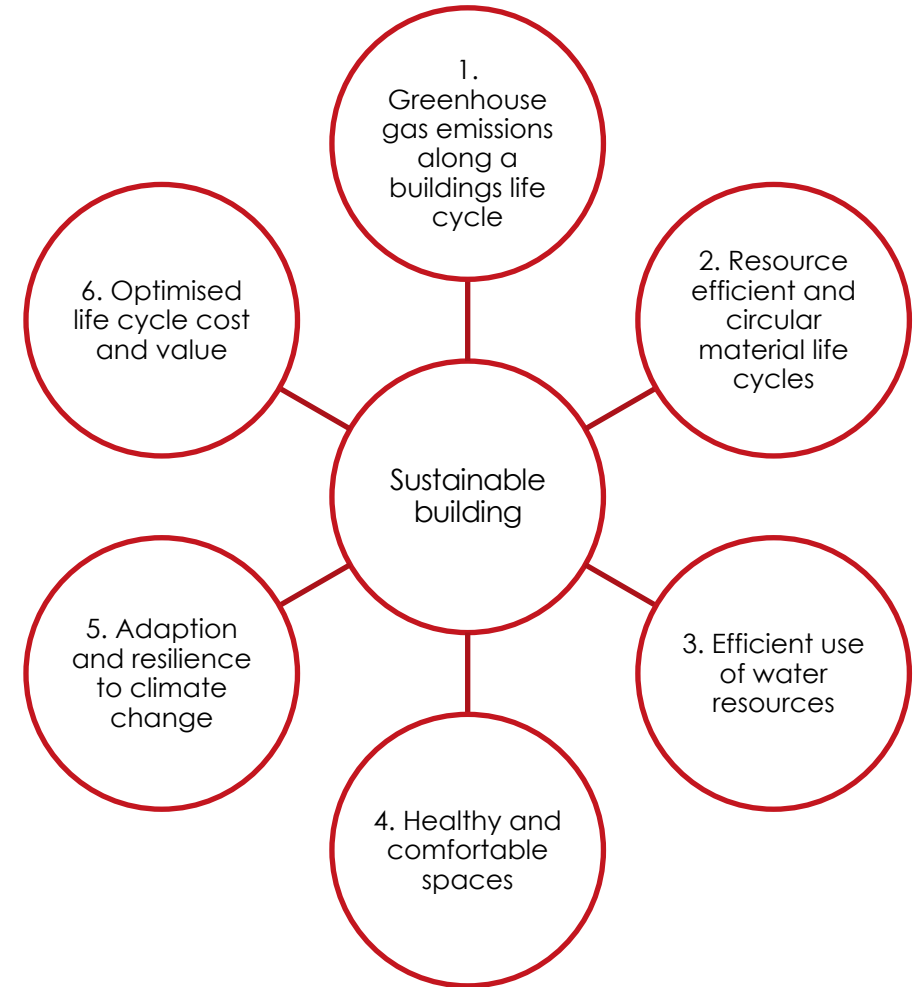 1.
Greenhouse
gas emissions
along a
buildings life
cycle
2. Resource
efficient and
circular
material life
cycles
3. Efficient use
of water
resources
4. Healthy and
comfortable
spaces
5. Adaption
and resilience
to climate
change
6. Optimised
life cycle cost
and value
Sustainable
building